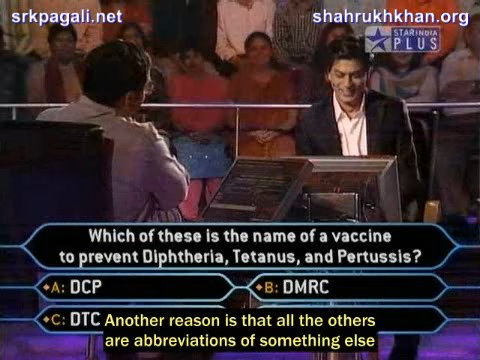 srkpagali.net
shahrukhkhan.org
STAR INDIA
PLUS
Which of these is the name of a vaccine
to prevent Diphtheria, Tetanus, and Pertussis?
A: DCP
B: DMRC
C: DTC
Another reason is that all the others
are abbreviations of something else